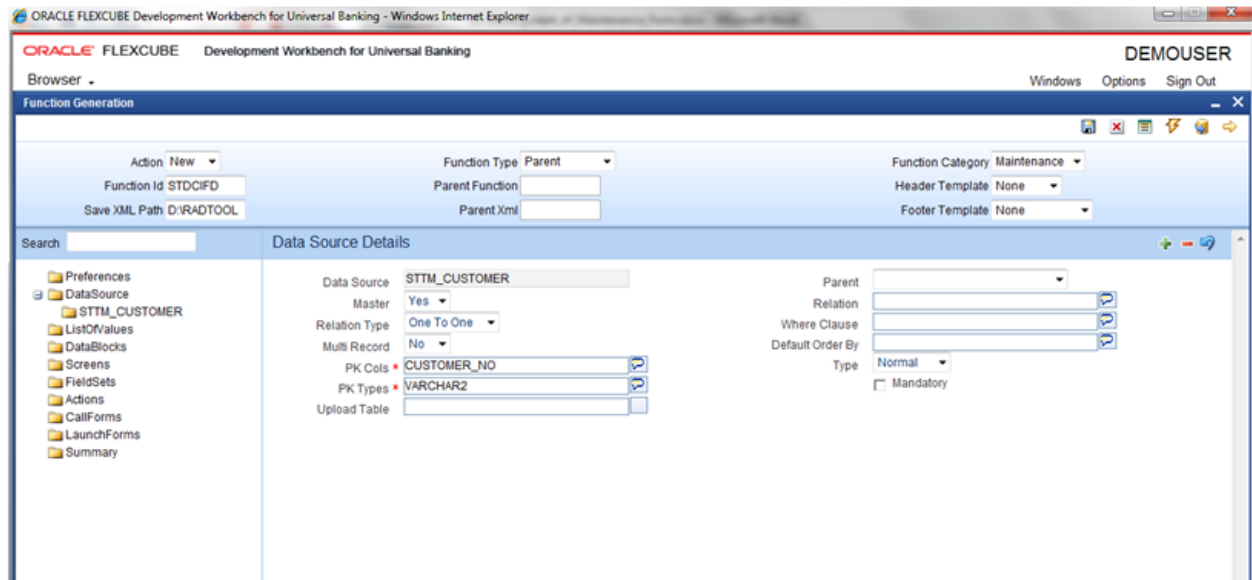 ORACLE FLEXCUBE Development Workbench for Universal Banking - Windows Internet Explorer
ORACLE FLEXCUBE Development Workbench for Universal Banking
DEMOUSER
Browser
Windows Options Sign Out
Function Generation
Action New Function Type Parent Function Category Maintenance
Function Id STDCIFD Parent Function Header Template None
Save XML Path D:\RADTOOL Parent Xml Footer Template None
Search Data Source Details
Preferences
DataSource
STTM_CUSTOMER
ListOfValues
DataBlocks
Screens
FieldSets
Actions
CallForms
LaunchForms
Summary
Data Source STTM_CUSTOMER Parent
Master Yes Relation
Relation Type One To One Where Clause
Multi Record No Default Order By
PK Cols * CUSTOMER_NO Type Normal
PK Types * VARCHAR2 Mandatory
Upload Table